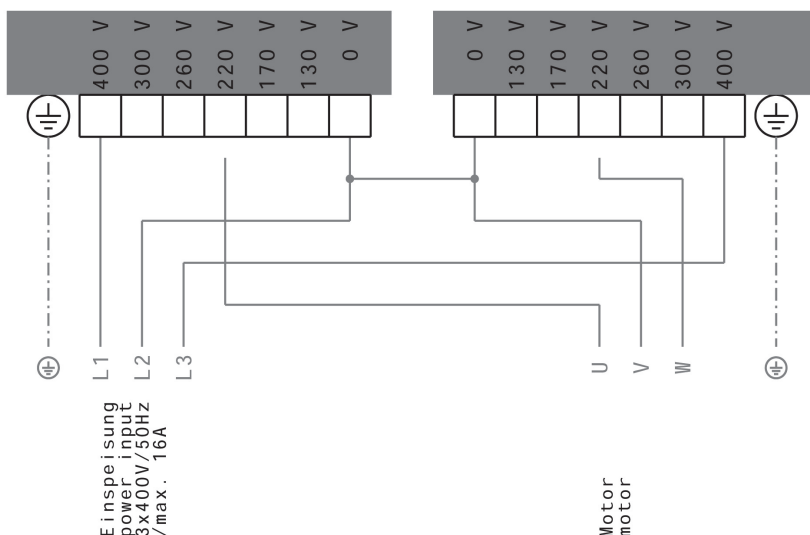 400 V
300 V
260 V
220 V
170 V
130 V
0 V
0 V
130 V
170 V
220 V
260 V
300 V
400 V
L1
L2
L3
U
V
W
Einspeisung
power input
3x400V/50Hz
/max. 16A
Motor
motor